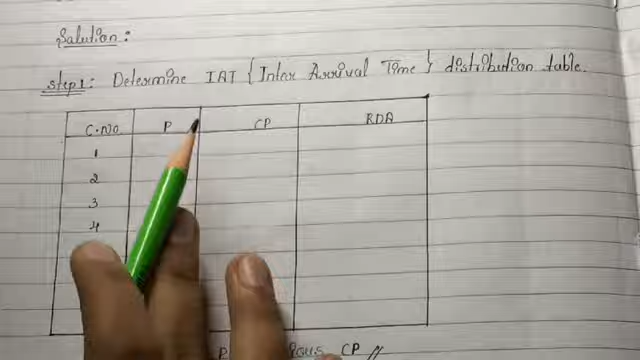 Solution:
step1: Determine IAT { Inter Arrival Time } distribution table.
C.No P CP RDA
1
2
3
4
CP //